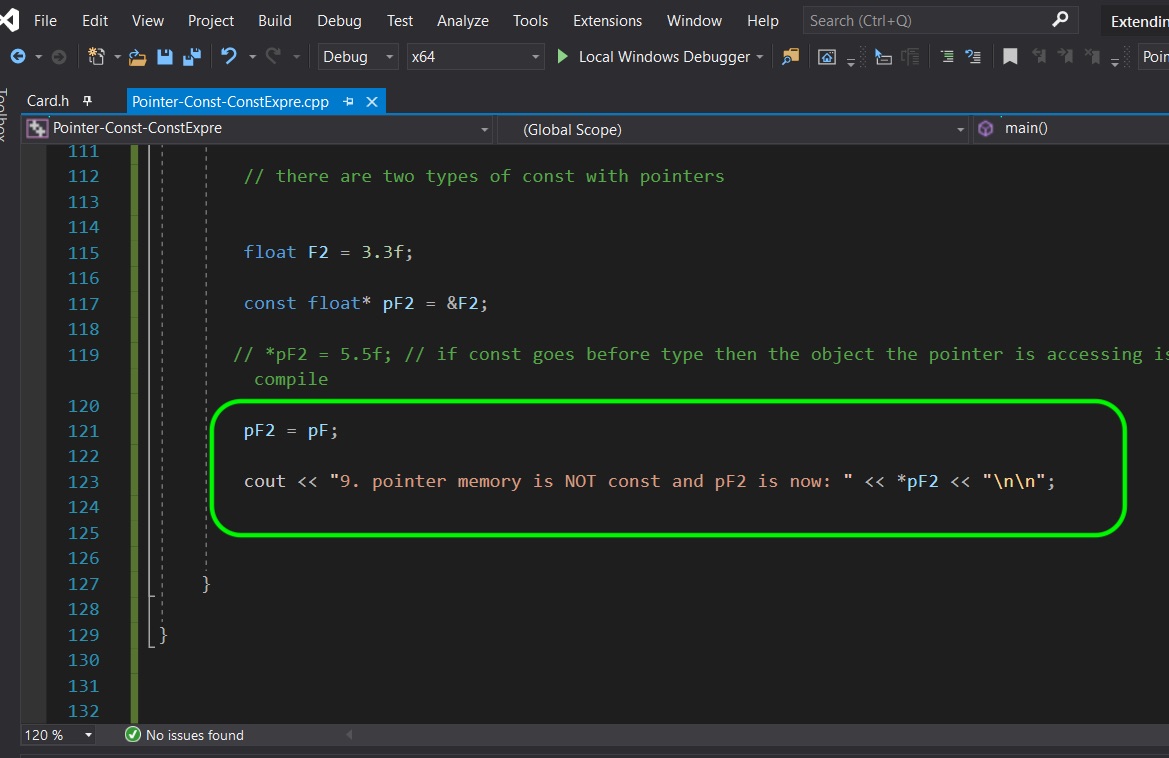 File Edit View Project Build Debug Test Analyze Tools Extensions Window Help Search (Ctrl+Q)
Debug x64 Local Windows Debugger
Card.h Pointer-Const-ConstExpre.cpp
Pointer-Const-ConstExpre (Global Scope) main()
111
112 // there are two types of const with pointers
113
114
115 float F2 = 3.3f;
116
117 const float* pF2 = &F2;
118
119 // *pF2 = 5.5f; // if const goes before type then the object the pointer is accessing is
compile
120
121 pF2 = pF;
122
123 cout << "9. pointer memory is NOT const and pF2 is now: " << *pF2 << "\n\n";
124
125
126
127 }
128
129 }
130
131
132
120 % No issues found